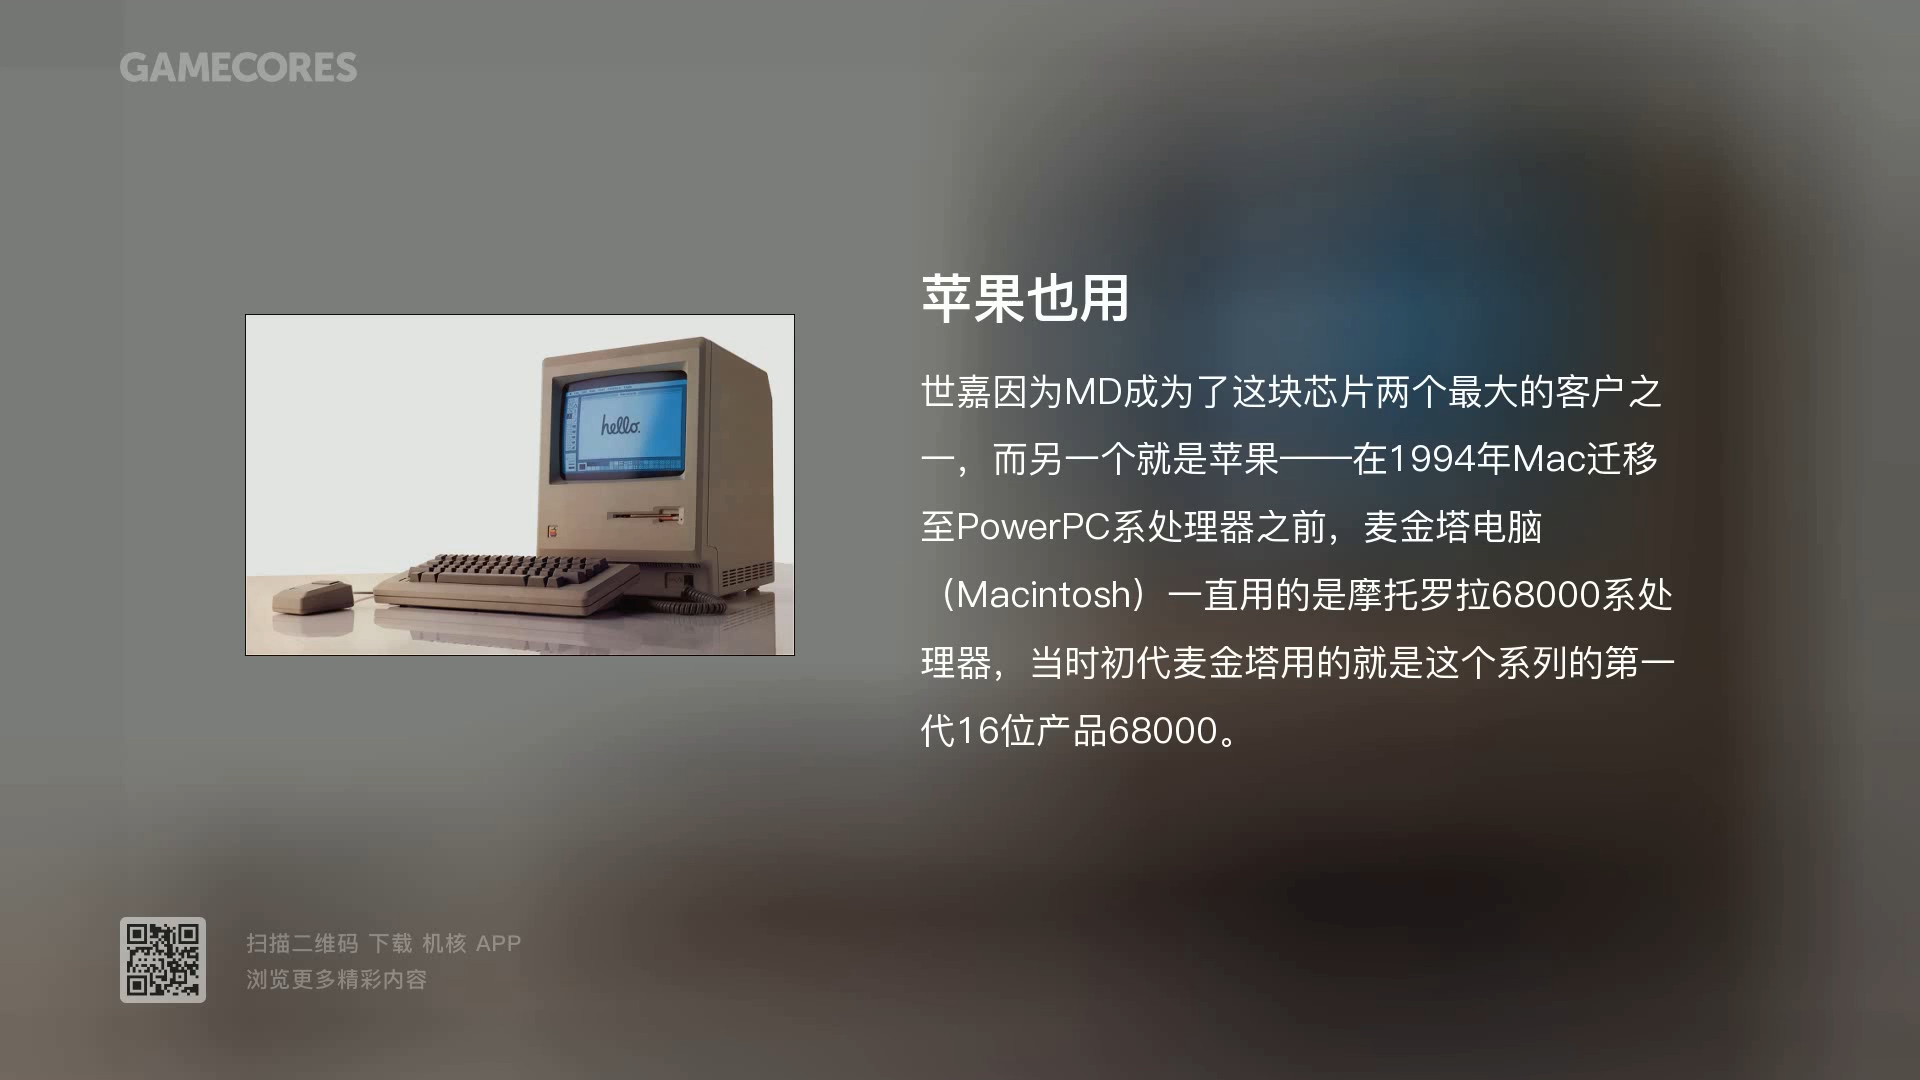 GAMECORES
hello.
苹果也用
世嘉因为MD成为了这块芯片两个最大的客户之
一，而另一个就是苹果——在1994年Mac迁移
至PowerPC系处理器之前，麦金塔电脑
（Macintosh）一直用的是摩托罗拉68000系处
理器，当时初代麦金塔用的就是这个系列的第一
代16位产品68000。
扫描二维码 下载 机核 APP
浏览更多精彩内容